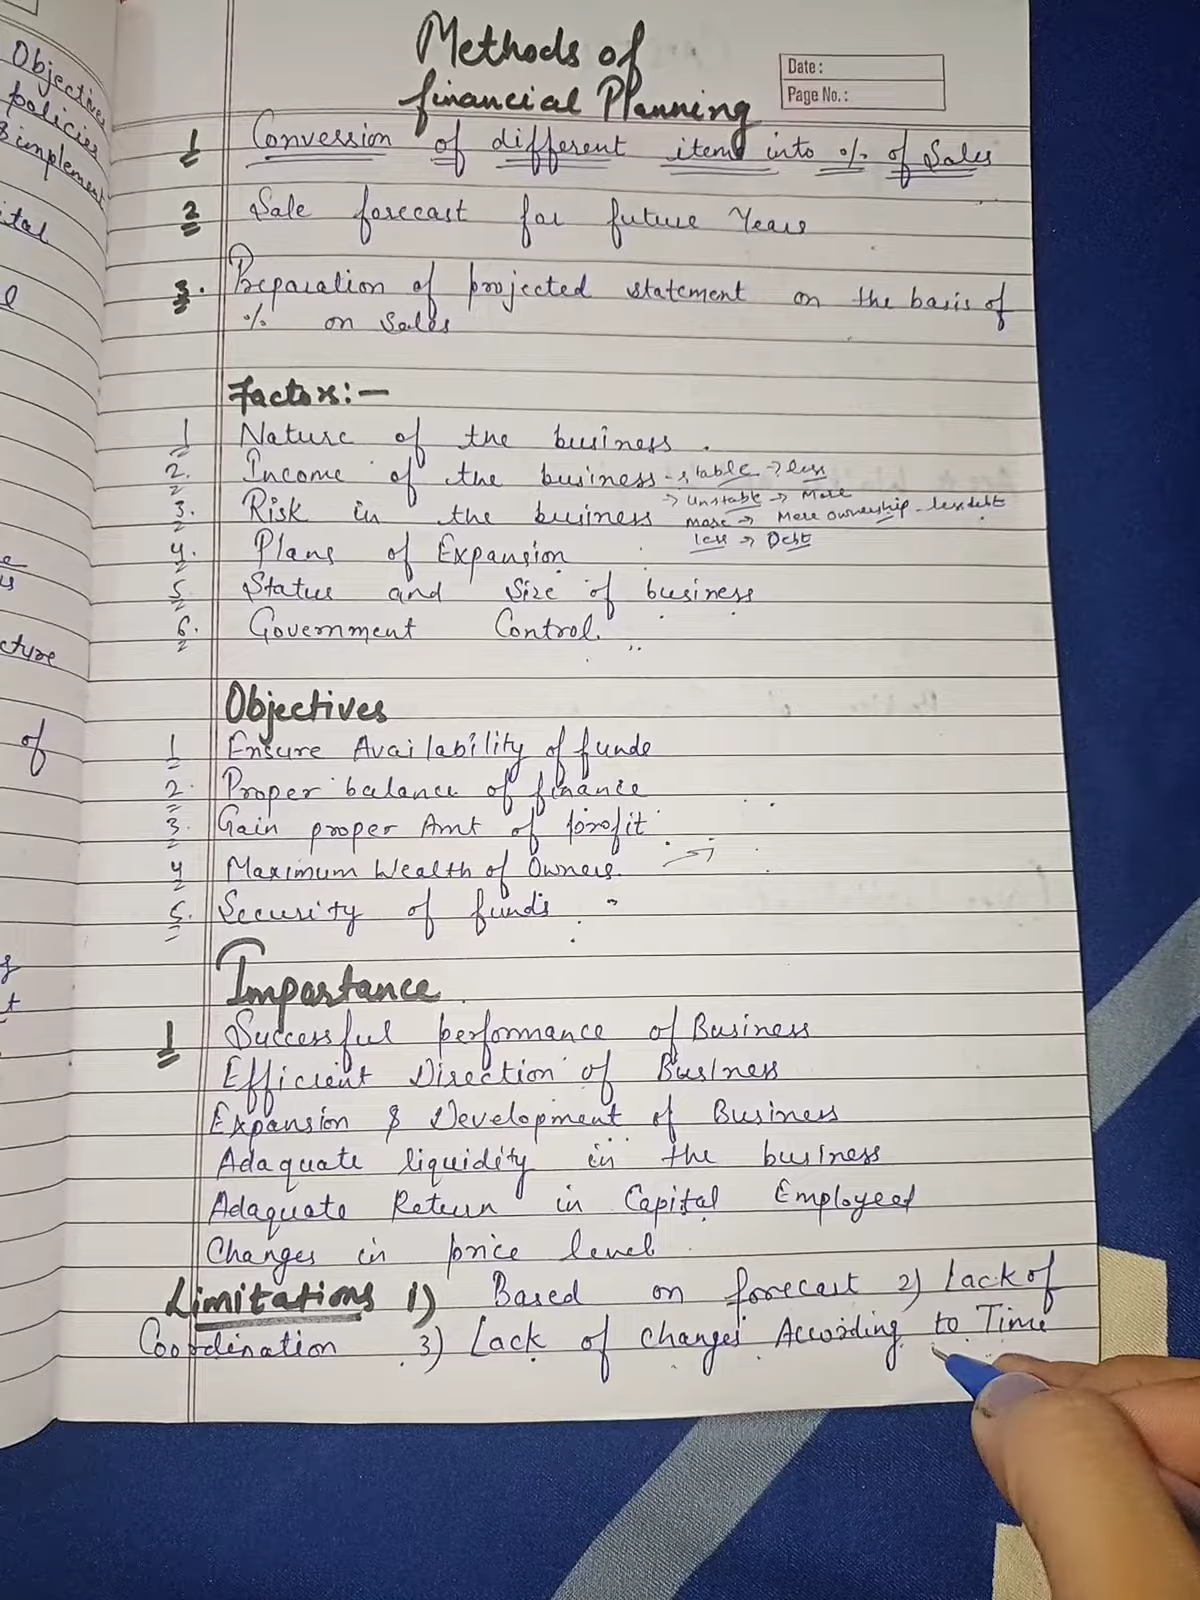 Objectives
policies
& implement
ital
cture
of
Methods of
financial Planning
Date :
Page No. :
1 Conversion of different items into % of Sales
2 Sale forecast for future Years
3. Preparation of projected statement on the basis of
% on Sales
Factors:-
1 Nature of the business.
2. Income of the business → stable → less
→ Unstable → More
3. Risk in the business more → More ownership less debt
less → Debt
4. Plans of Expansion
5. Status and Size of business
6. Government Control.
Objectives
1 Ensure Availability of funds
2. Proper balance of finance
3. Gain proper Amt of profit
4 Maximum Wealth of Owners.
5. Security of funds
Importance
1 Successful performance of Business
Efficient Direction of Business
Expansion & Development of Business
Adaquate liquidity in the business
Adaquate Return in Capital Employeed
Changes in price level
Limitations 1) Based on forecast 2) Lack of
Coordination 3) Lack of changes According to Time